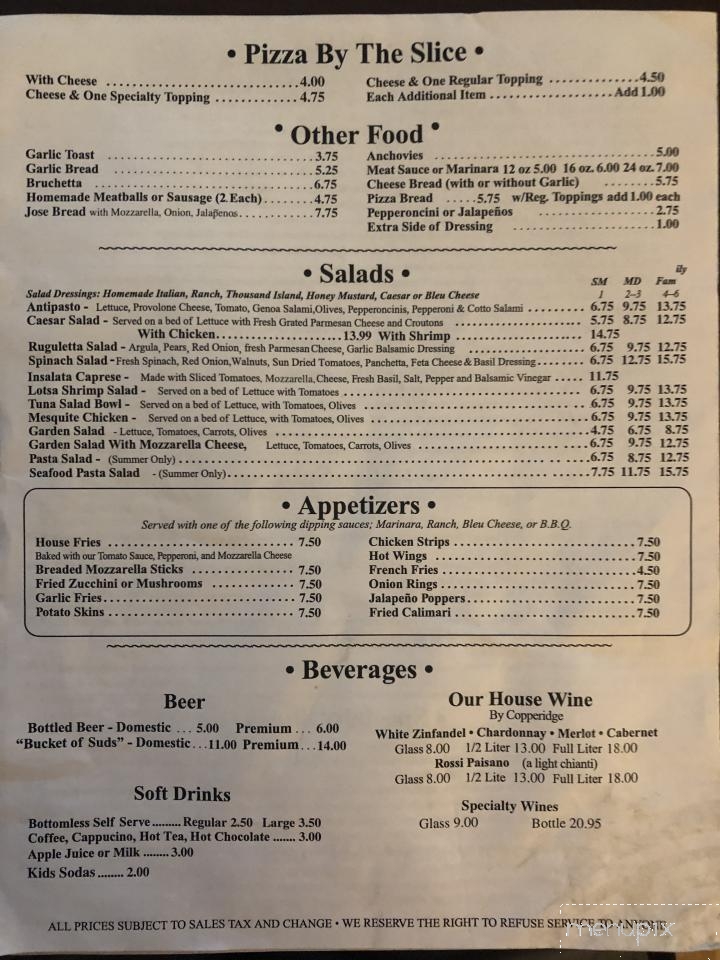 • Pizza By The Slice •
With Cheese ........ 4.00
Cheese & One Specialty Topping ........ 4.75
Cheese & One Regular Topping ........ 4.50
Each Additional Item ........ Add 1.00
• Other Food •
Garlic Toast ........ 3.75
Garlic Bread ........ 5.25
Bruchetta ........ 6.75
Homemade Meatballs or Sausage (2 Each) ........ 4.75
Jose Bread with Mozzarella, Onion, Jalapenos ........ 7.75
Anchovies ........ 5.00
Meat Sauce or Marinara 12 oz 5.00 16 oz. 6.00 24 oz. 7.00
Cheese Bread (with or without Garlic) ........ 5.75
Pizza Bread ..... 5.75 w/Reg. Toppings add 1.00 each
Pepperoncini or Jalapeños ........ 2.75
Extra Side of Dressing ........ 1.00
• Salads •
ily
SM MD Fam
Salad Dressings: Homemade Italian, Ranch, Thousand Island, Honey Mustard, Caesar or Bleu Cheese 1 2-3 4-6
Antipasto - Lettuce, Provolone Cheese, Tomato, Genoa Salami, Olives, Pepperoncinis, Pepperoni & Cotto Salami ........ 6.75 9.75 13.75
Caesar Salad - Served on a bed of Lettuce with Fresh Grated Parmesan Cheese and Croutons ........ 5.75 8.75 12.75
With Chicken ........ 13.99 With Shrimp ........ 14.75
Ruguletta Salad - Argula, Pears, Red Onion, fresh Parmesan Cheese, Garlic Balsamic Dressing ........ 6.75 9.75 12.75
Spinach Salad - Fresh Spinach, Red Onion, Walnuts, Sun Dried Tomatoes, Panchetta, Feta Cheese & Basil Dressing ........ 6.75 12.75 15.75
Insalata Caprese - Made with Sliced Tomatoes, Mozzarella, Cheese, Fresh Basil, Salt, Pepper and Balsamic Vinegar ..... 11.75
Lotsa Shrimp Salad - Served on a bed of Lettuce with Tomatoes ........ 6.75 9.75 13.75
Tuna Salad Bowl - Served on a bed of Lettuce, with Tomatoes, Olives ........ 6.75 9.75 13.75
Mesquite Chicken - Served on a bed of Lettuce, with Tomatoes, Olives ........ 6.75 9.75 13.75
Garden Salad - Lettuce, Tomatoes, Carrots, Olives ........ 4.75 6.75 8.75
Garden Salad With Mozzarella Cheese, Lettuce, Tomatoes, Carrots, Olives ........ 6.75 9.75 12.75
Pasta Salad - (Summer Only) ........ 6.75 8.75 12.75
Seafood Pasta Salad - (Summer Only) ........ 7.75 11.75 15.75
• Appetizers •
Served with one of the following dipping sauces; Marinara, Ranch, Bleu Cheese, or B.B.Q.
House Fries ........ 7.50
Baked with our Tomato Sauce, Pepperoni, and Mozzarella Cheese
Breaded Mozzarella Sticks ........ 7.50
Fried Zucchini or Mushrooms ........ 7.50
Garlic Fries ........ 7.50
Potato Skins ........ 7.50
Chicken Strips ........ 7.50
Hot Wings ........ 7.50
French Fries ........ 4.50
Onion Rings ........ 7.50
Jalapeño Poppers ........ 7.50
Fried Calimari ........ 7.50
• Beverages •
Beer
Bottled Beer - Domestic ... 5.00 Premium ... 6.00
“Bucket of Suds” - Domestic ... 11.00 Premium ... 14.00
Soft Drinks
Bottomless Self Serve ......... Regular 2.50 Large 3.50
Coffee, Cappucino, Hot Tea, Hot Chocolate ....... 3.00
Apple Juice or Milk ........ 3.00
Kids Sodas ........ 2.00
Our House Wine
By Copperidge
White Zinfandel • Chardonnay • Merlot • Cabernet
Glass 8.00 1/2 Liter 13.00 Full Liter 18.00
Rossi Paisano (a light chianti)
Glass 8.00 1/2 Lite 13.00 Full Liter 18.00
Specialty Wines
Glass 9.00 Bottle 20.95
ALL PRICES SUBJECT TO SALES TAX AND CHANGE • WE RESERVE THE RIGHT TO REFUSE SERVICE TO ANYONE
menupix